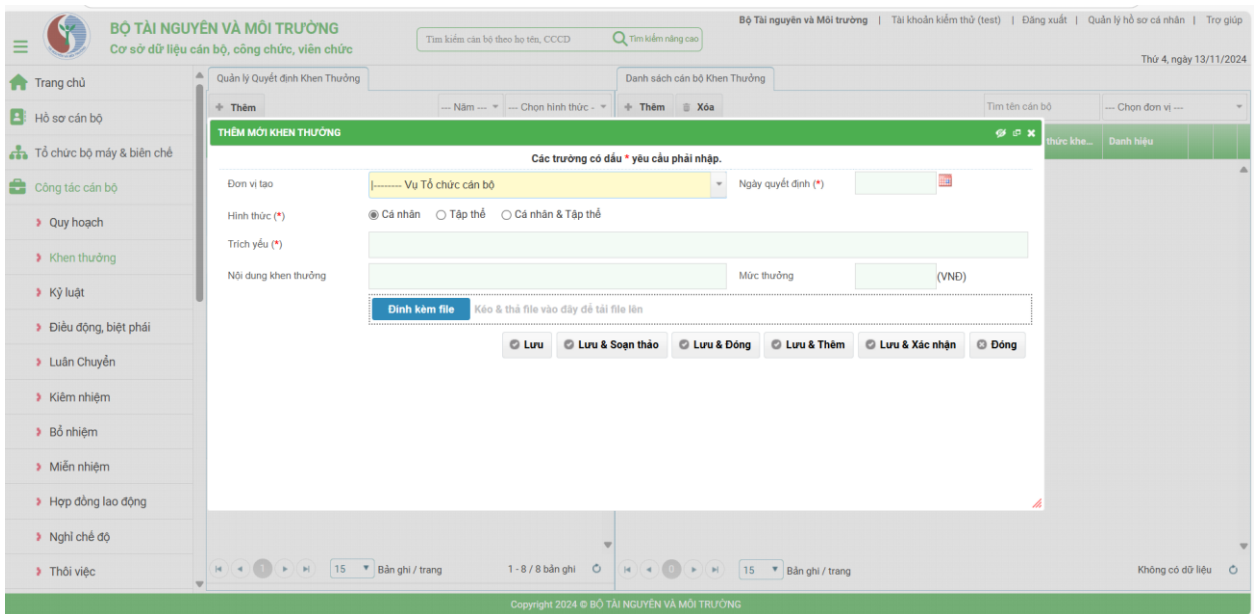 BỘ TÀI NGUYÊN VÀ MÔI TRƯỜNG
Cơ sở dữ liệu cán bộ, công chức, viên chức
Tìm kiếm cán bộ theo họ tên, CCCD
Tìm kiếm nâng cao
Bộ Tài nguyên và Môi trường | Tài khoản kiểm thử (test) | Đăng xuất | Quản lý hồ sơ cá nhân | Trợ giúp
Thứ 4, ngày 13/11/2024
Trang chủ
Hồ sơ cán bộ
Tổ chức bộ máy & biên chế
Công tác cán bộ
Quy hoạch
Khen thưởng
Kỷ luật
Điều động, biệt phái
Luân Chuyển
Kiêm nhiệm
Bổ nhiệm
Miễn nhiệm
Hợp đồng lao động
Nghỉ chế độ
Thôi việc
Quản lý Quyết định Khen Thưởng
Thêm --- Năm --- --- Chọn hình thức -
Danh sách cán bộ Khen Thưởng
Thêm Xóa Tìm tên cán bộ --- Chọn đơn vị ---
thức khe... Danh hiệu
THÊM MỚI KHEN THƯỞNG
Các trường có dấu * yêu cầu phải nhập.
Đơn vị tạo |-------- Vụ Tổ chức cán bộ Ngày quyết định (*)
Hình thức (*) Cá nhân Tập thể Cá nhân & Tập thể
Trích yếu (*)
Nội dung khen thưởng Mức thưởng (VNĐ)
Đính kèm file Kéo & thả file vào đây để tải file lên
Lưu Lưu & Soạn thảo Lưu & Đóng Lưu & Thêm Lưu & Xác nhận Đóng
1 15 Bản ghi / trang 1 - 8 / 8 bản ghi
0 15 Bản ghi / trang Không có dữ liệu
Copyright 2024 © BỘ TÀI NGUYÊN VÀ MÔI TRƯỜNG